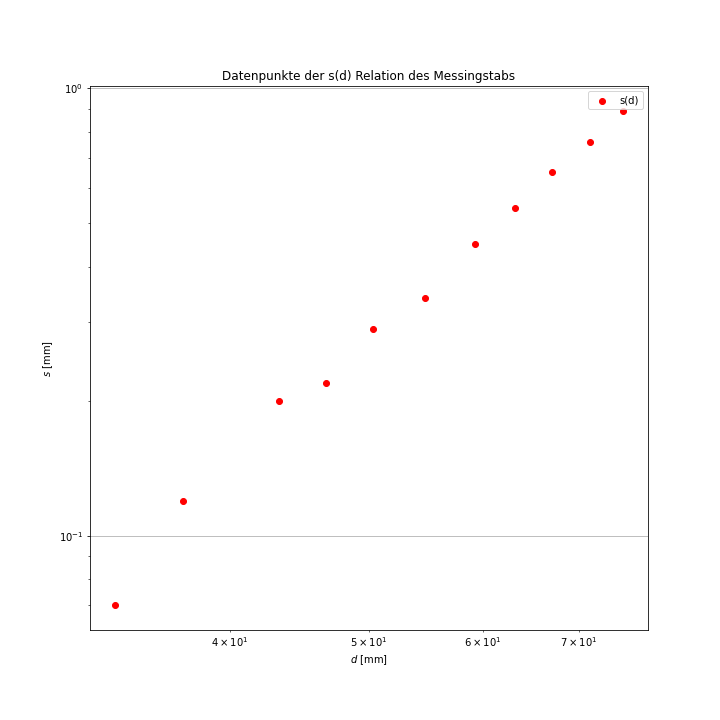 Datenpunkte der s(d) Relation des Messingstabs
s(d)
10⁰
10⁻¹
s [mm]
4 × 10¹
5 × 10¹
6 × 10¹
7 × 10¹
d [mm]